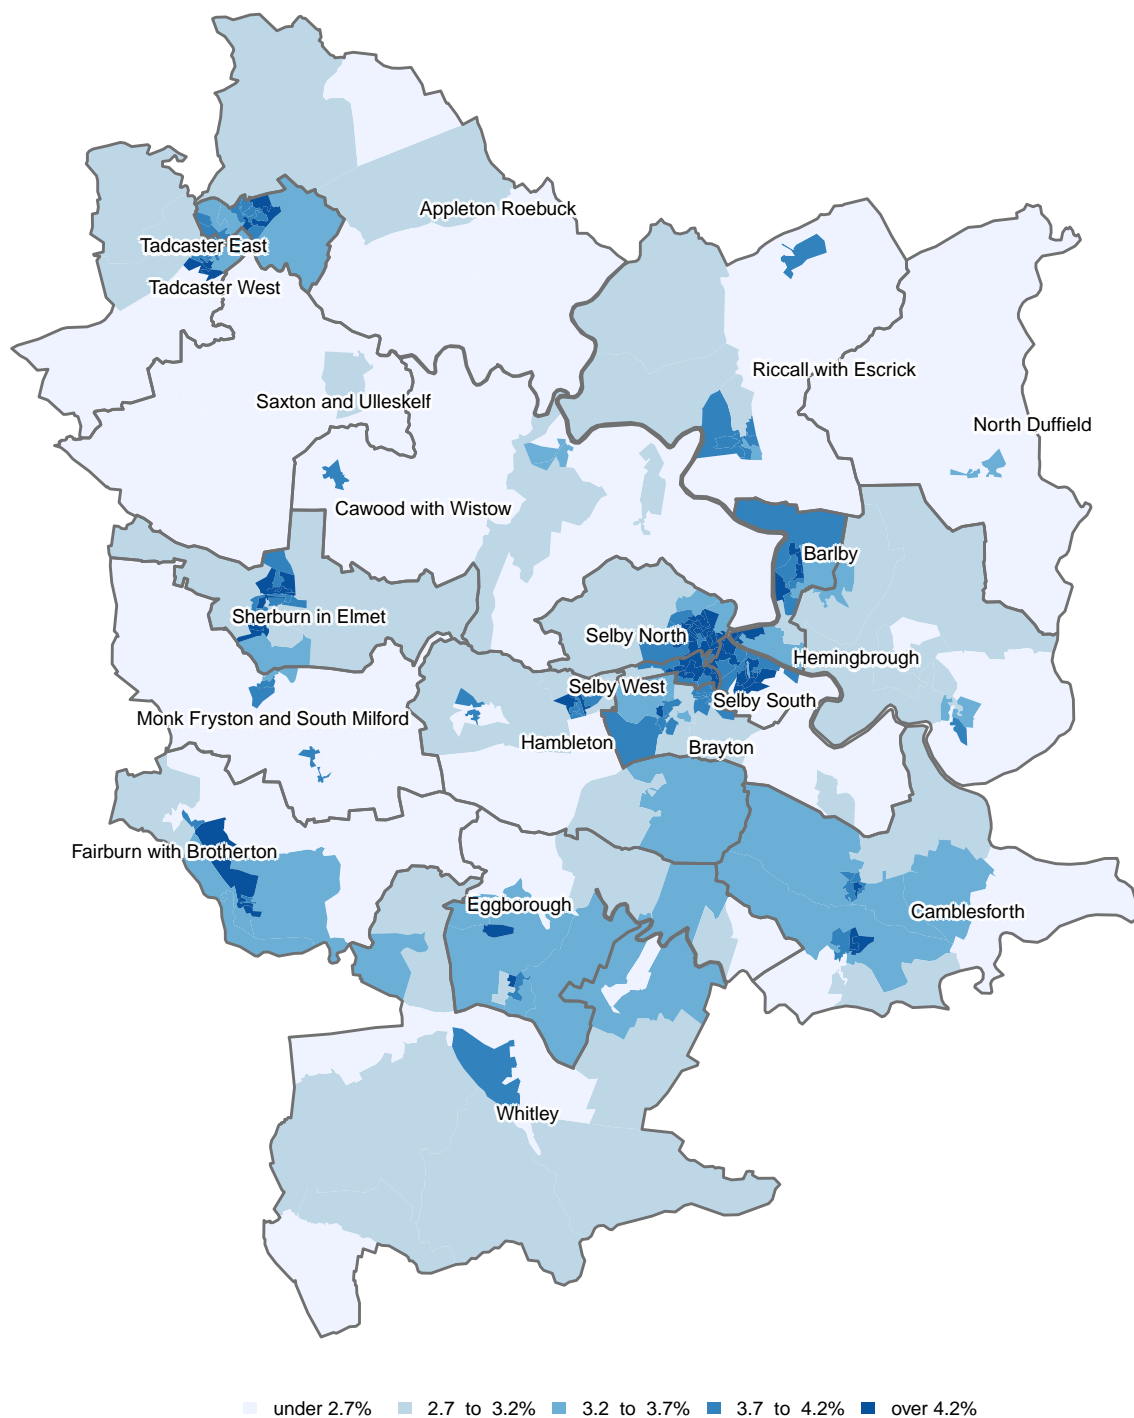 Appleton Roebuck
Tadcaster East
Tadcaster West
Riccall with Escrick
Saxton and Ulleskelf
North Duffield
Cawood with Wistow
Barlby
Sherburn in Elmet
Selby North
Hemingbrough
Selby West
Selby South
Monk Fryston and South Milford
Hambleton
Brayton
Fairburn with Brotherton
Eggborough
Camblesforth
Whitley
under 2.7% 2.7 to 3.2% 3.2 to 3.7% 3.7 to 4.2% over 4.2%